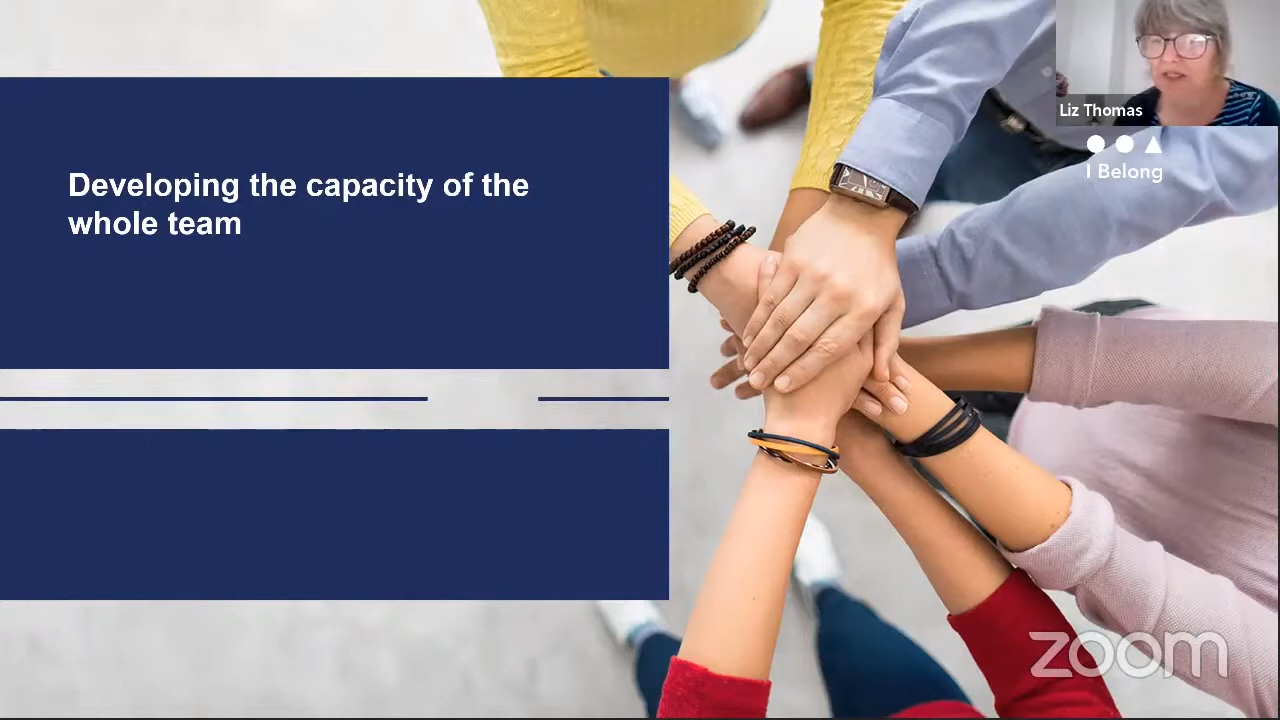 Liz Thomas
I Belong
Developing the capacity of the
whole team
zoom